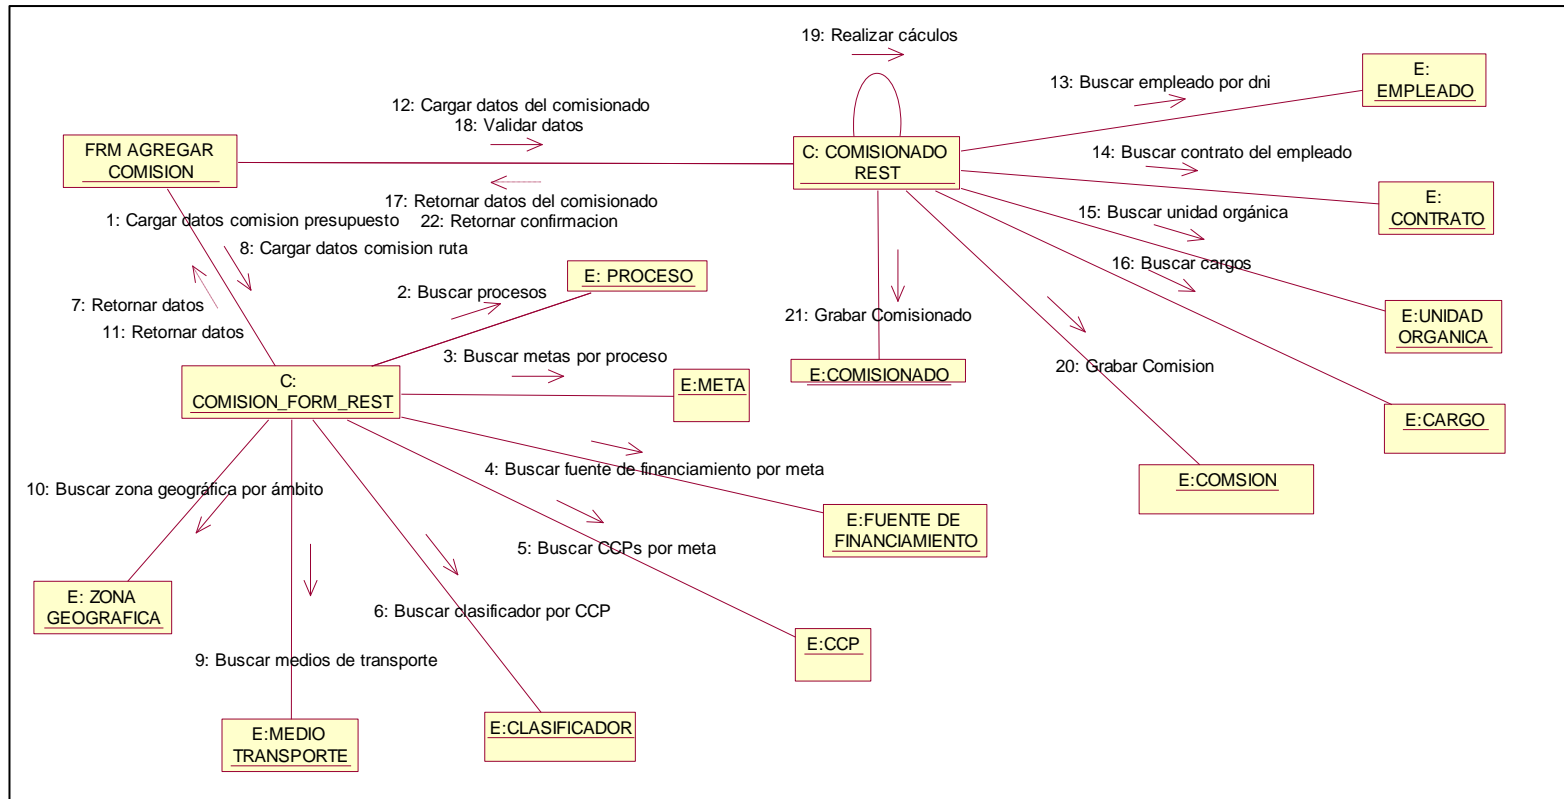 19: Realizar cáculos
E:
EMPLEADO
13: Buscar empleado por dni
12: Cargar datos del comisionado
18: Validar datos
FRM AGREGAR
COMISION
C: COMISIONADO
REST
14: Buscar contrato del empleado
17: Retornar datos del comisionado
22: Retornar confirmacion
E:
CONTRATO
1: Cargar datos comision presupuesto
8: Cargar datos comision ruta
15: Buscar unidad orgánica
16: Buscar cargos
E: PROCESO
2: Buscar procesos
7: Retornar datos
11: Retornar datos
21: Grabar Comisionado
E:UNIDAD
ORGANICA
3: Buscar metas por proceso
20: Grabar Comision
E:COMISIONADO
C:
COMISION_FORM_REST
E:META
E:CARGO
4: Buscar fuente de financiamiento por meta
E:COMSION
10: Buscar zona geográfica por ámbito
E:FUENTE DE
FINANCIAMIENTO
5: Buscar CCPs por meta
E: ZONA
GEOGRAFICA
6: Buscar clasificador por CCP
E:CCP
9: Buscar medios de transporte
E:MEDIO
TRANSPORTE
E:CLASIFICADOR